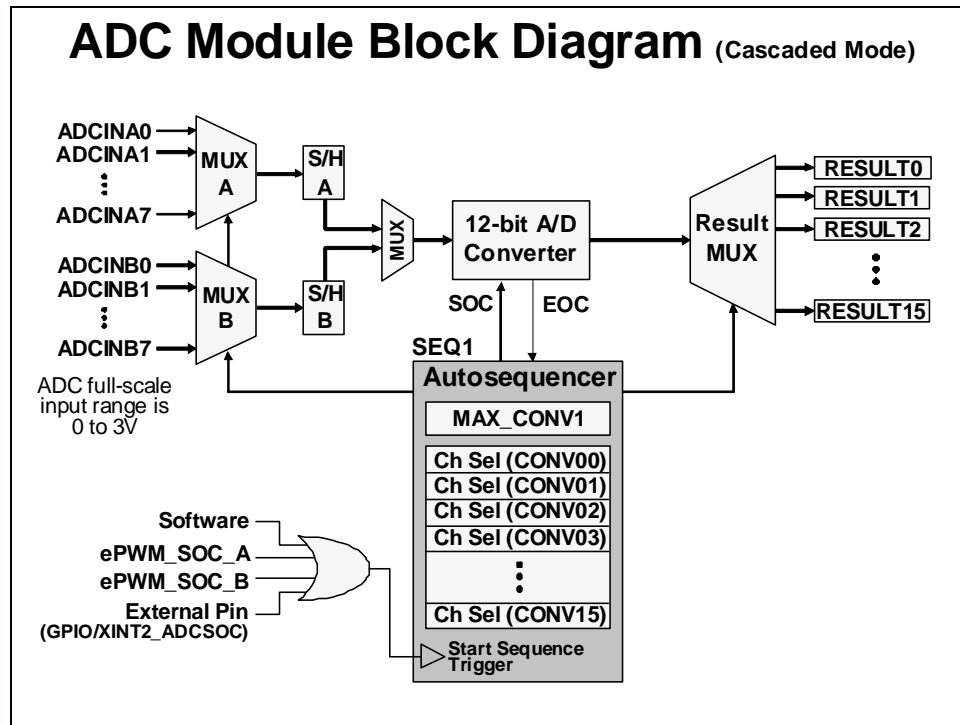 ADC Module Block Diagram (Cascaded Mode)
ADCINA0
ADCINA1
ADCINA7
MUX
A
S/H
A
ADCINB0
ADCINB1
ADCINB7
MUX
B
S/H
B
MUX
12-bit A/D
Converter
SOC
EOC
Result
MUX
RESULT0
RESULT1
RESULT2
RESULT15
ADC full-scale
input range is
0 to 3V
SEQ1
Autosequencer
MAX_CONV1
Ch Sel (CONV00)
Ch Sel (CONV01)
Ch Sel (CONV02)
Ch Sel (CONV03)
Ch Sel (CONV15)
Start Sequence
Trigger
Software
ePWM_SOC_A
ePWM_SOC_B
External Pin
(GPIO/XINT2_ADCSOC)